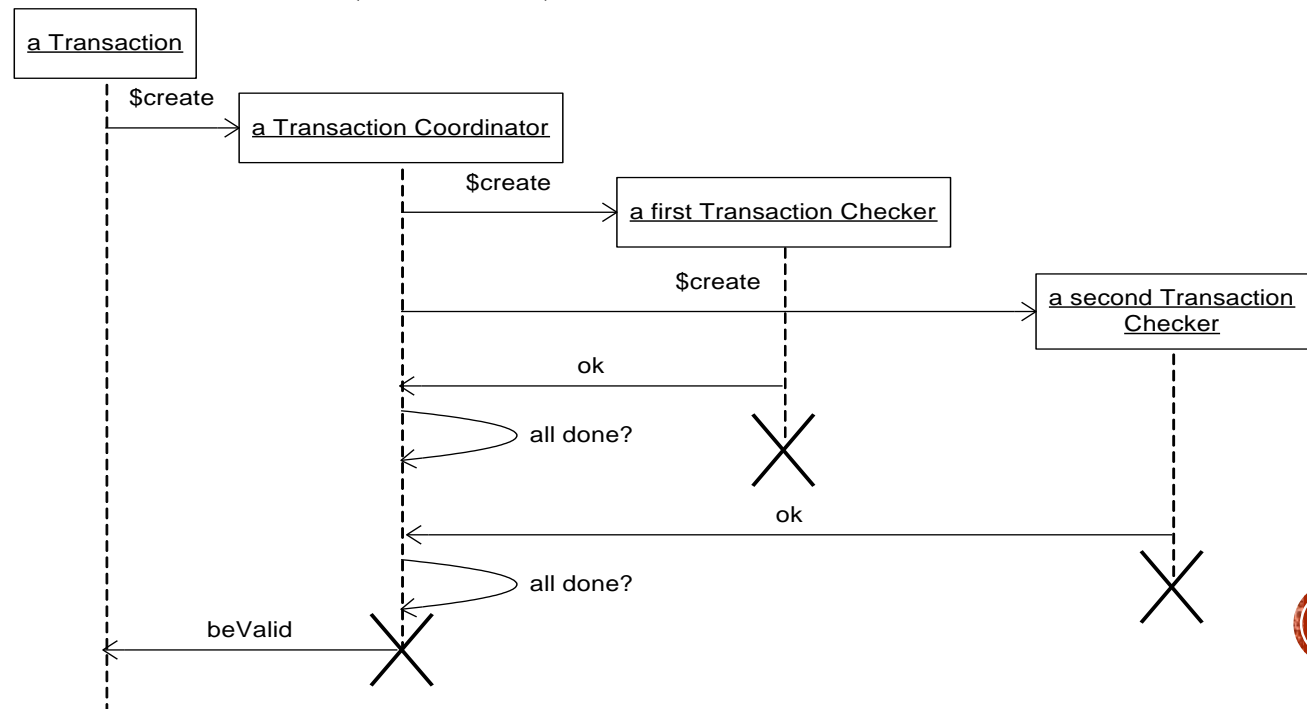 a Transaction
$create
a Transaction Coordinator
$create
a first Transaction Checker
$create
a second Transaction
Checker
ok
all done?
ok
all done?
beValid